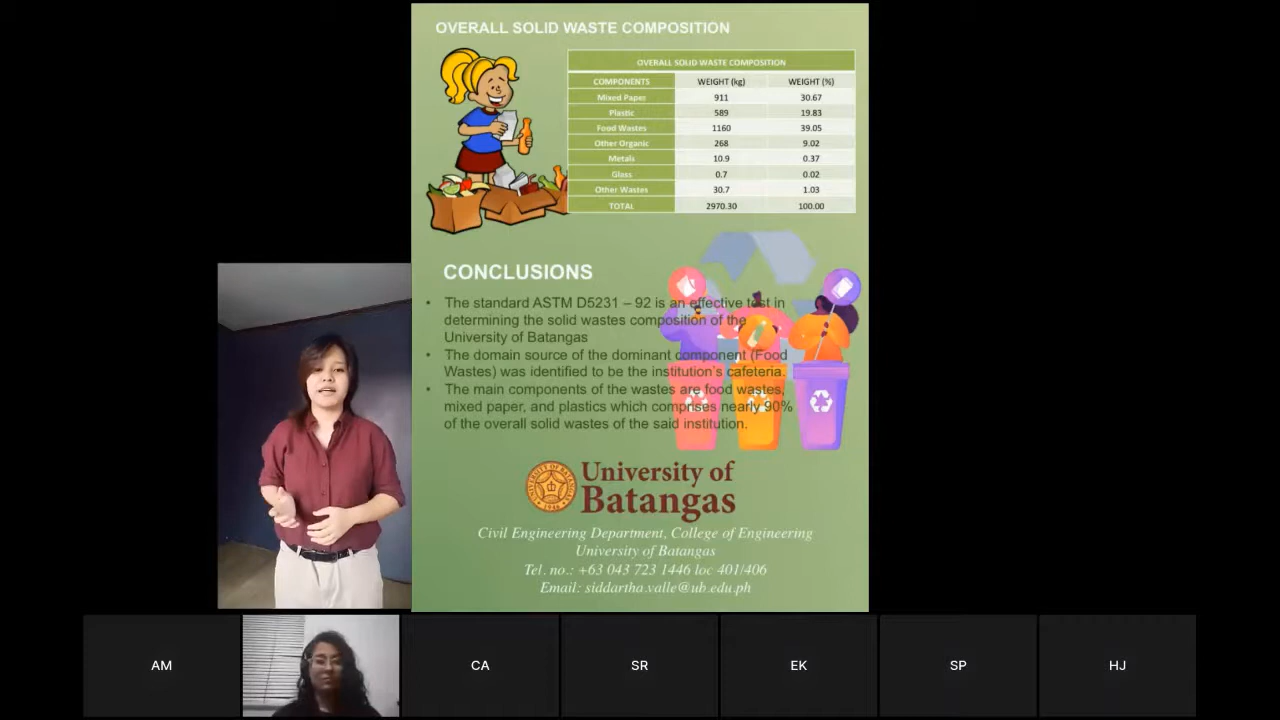 OVERALL SOLID WASTE COMPOSITION
OVERALL SOLID WASTE COMPOSITION
COMPONENTS WEIGHT (kg) WEIGHT (%)
Mixed Paper 911 30.67
Plastic 589 19.83
Food Wastes 1160 39.05
Other Organic 268 9.02
Metals 10.9 0.37
Glass 0.7 0.02
Other Wastes 30.7 1.03
TOTAL 2970.30 100.00
CONCLUSIONS
• The standard ASTM D5231 – 92 is an effective test in
determining the solid wastes composition of the
University of Batangas
• The domain source of the dominant component (Food
Wastes) was identified to be the institution's cafeteria.
• The main components of the wastes are food wastes,
mixed paper, and plastics which comprises nearly 90%
of the overall solid wastes of the said institution.
UNIVERSITY OF BATANGAS
1946
University of
Batangas
Civil Engineering Department, College of Engineering
University of Batangas
Tel. no.: +63 043 723 1446 loc 401/406
Email: siddartha.valle@ub.edu.ph
AM
CA
SR
EK
SP
HJ